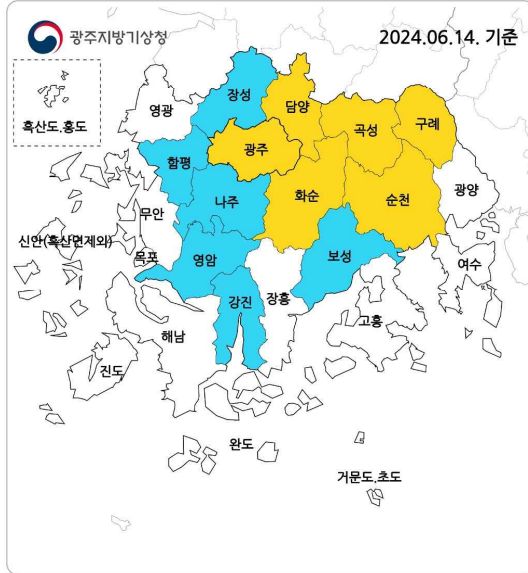 광주지방기상청
2024.06.14. 기준
흑산도.홍도
영광
장성
담양
곡성
구례
함평
광주
화순
순천
광양
무안
나주
신안(흑산면제외)
목포
영암
보성
여수
강진
장흥
고흥
해남
진도
완도
거문도.초도